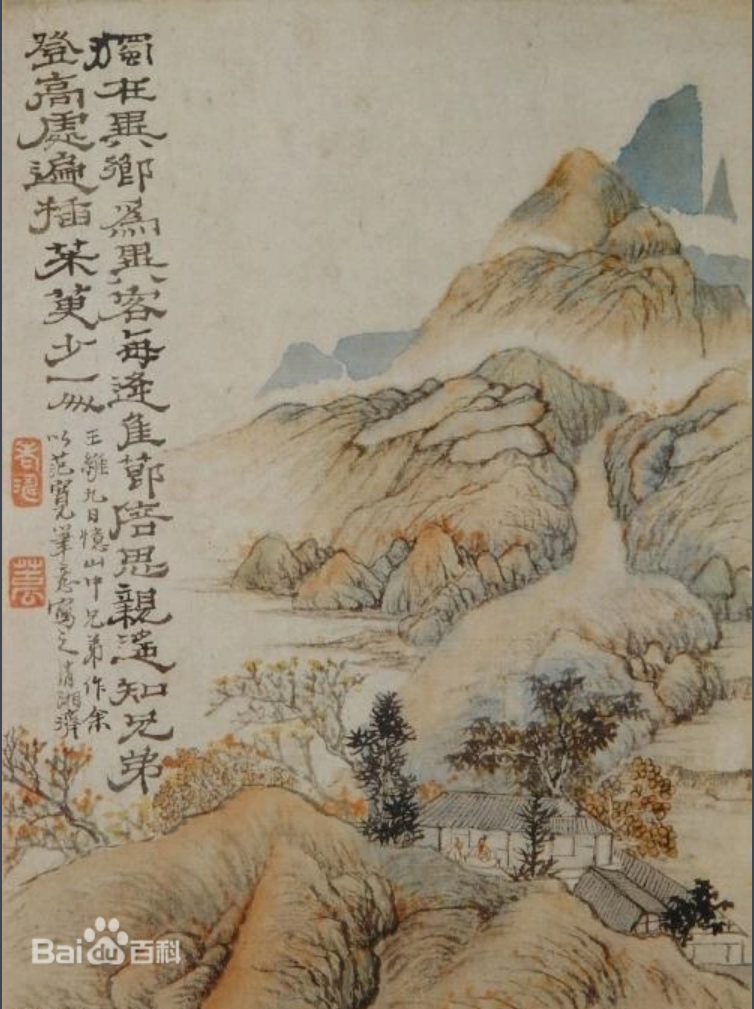 獨在異鄉爲異客每逢佳節倍思親遙知兄弟
登高處遍插茱萸少一人
王維九日憶山中兄弟作余
以范寬筆意寫之清湘濟
Baidu百科